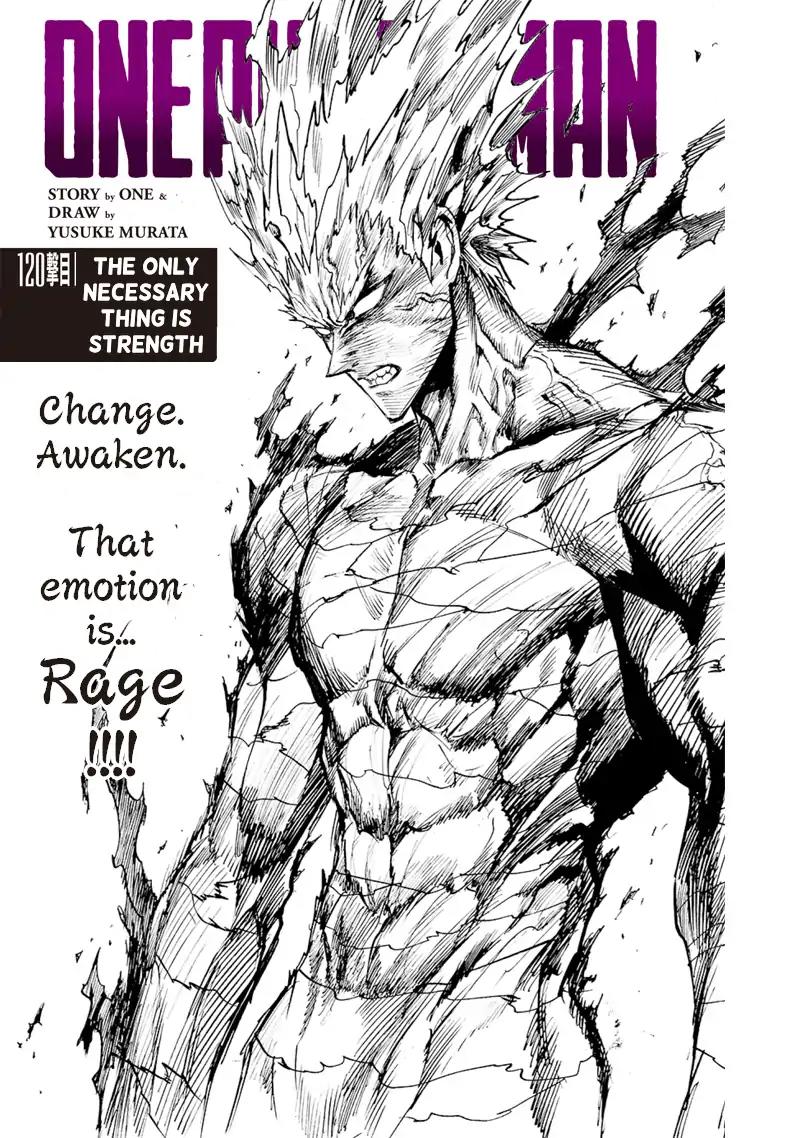 ONE MAN
STORY by ONE &
DRAW by
YUSUKE MURATA
120撃目
THE ONLY
NECESSARY
THING IS
STRENGTH
Change.
Awaken.
That
emotion
is...
Rage
!!!!